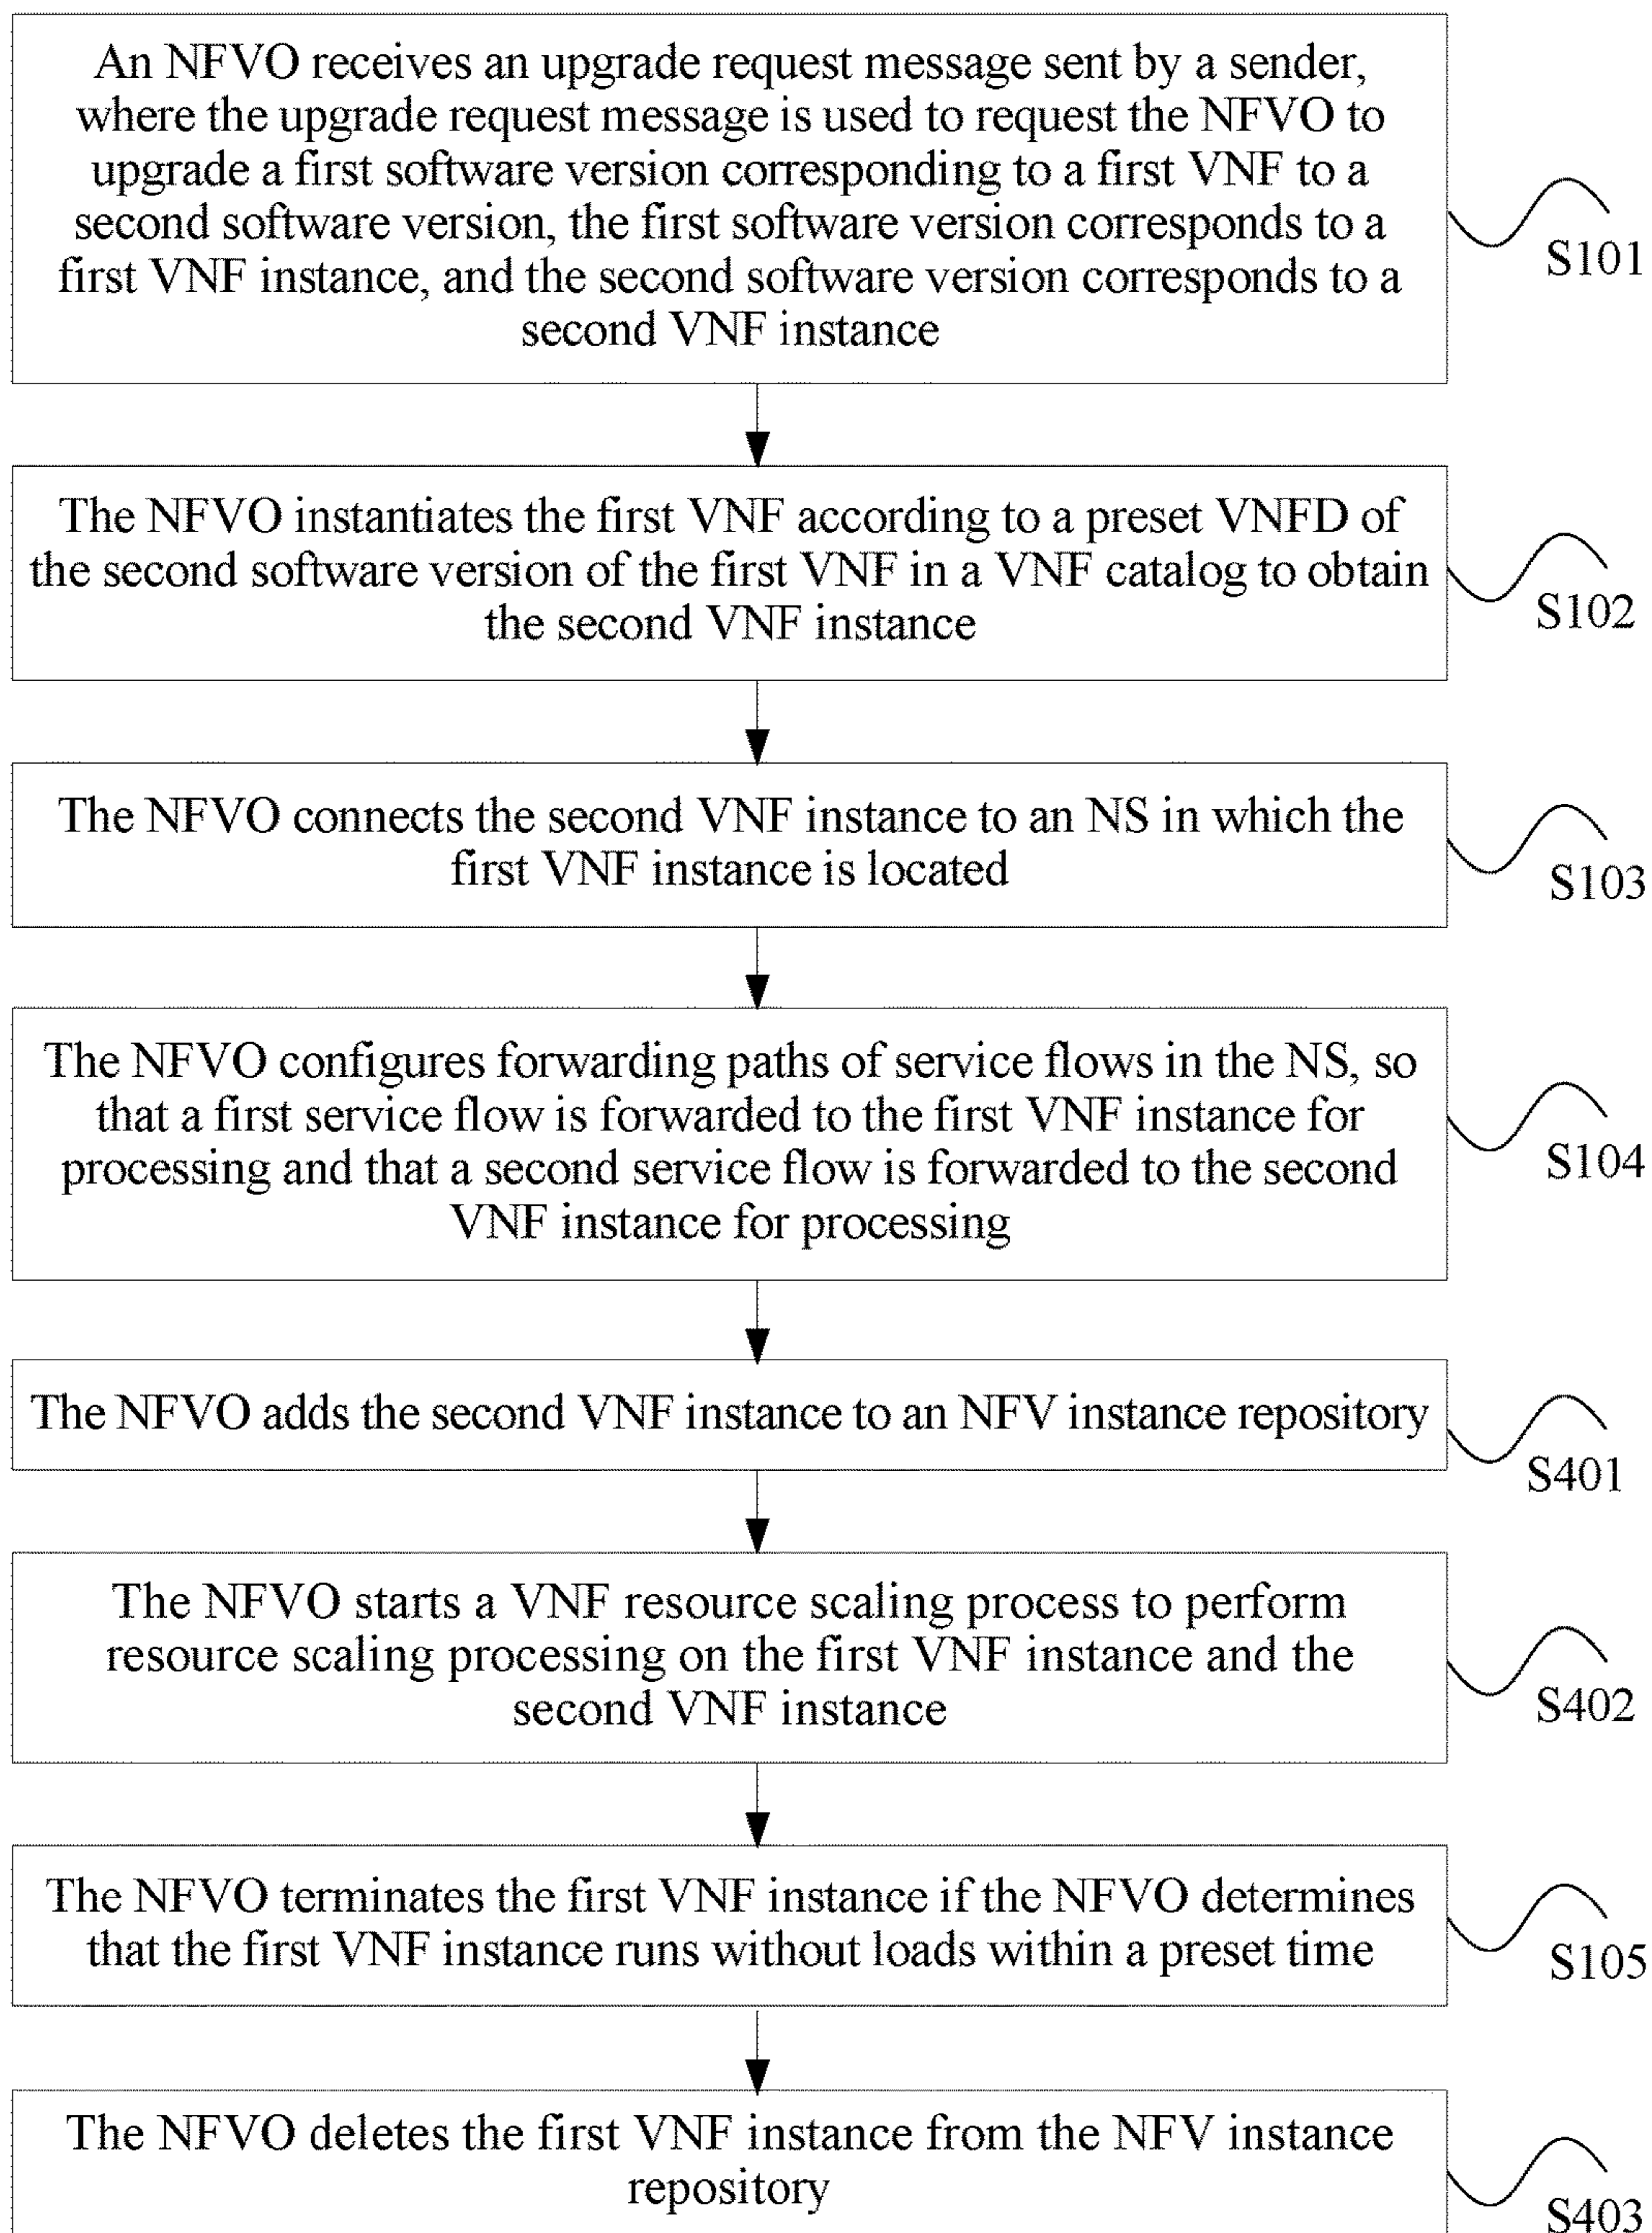 An NFVO receives an upgrade request message sent by a sender,
where the upgrade request message is used to request the NFVO to
upgrade a first software version corresponding to a first VNF to a
second software version, the first software version corresponds to a
first VNF instance, and the second software version corresponds to a
second VNF instance
S101
The NFVO instantiates the first VNF according to a preset VNFD of
the second software version of the first VNF in a VNF catalog to obtain
the second VNF instance
S102
The NFVO connects the second VNF instance to an NS in which the
first VNF instance is located
S103
The NFVO configures forwarding paths of service flows in the NS, so
that a first service flow is forwarded to the first VNF instance for
processing and that a second service flow is forwarded to the second
VNF instance for processing
S104
The NFVO adds the second VNF instance to an NFV instance repository
S401
The NFVO starts a VNF resource scaling process to perform
resource scaling processing on the first VNF instance and the
second VNF instance
S402
The NFVO terminates the first VNF instance if the NFVO determines
that the first VNF instance runs without loads within a preset time
S105
The NFVO deletes the first VNF instance from the NFV instance
repository
S403